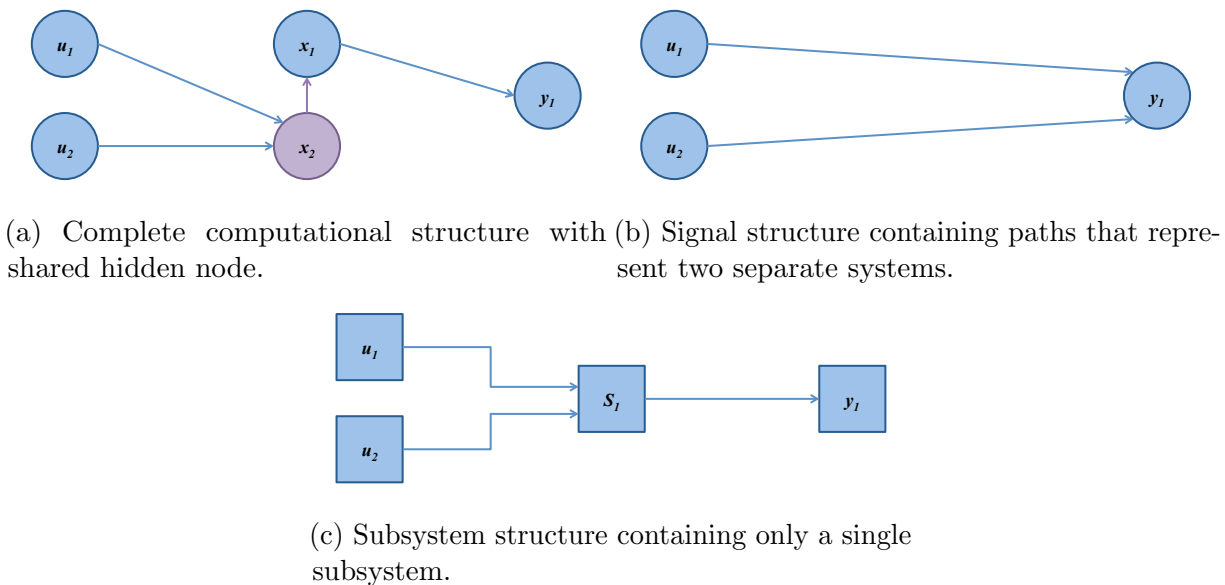 u1 x1 u1
y1 y1
u2 x2 u2
(a) Complete computational structure with
shared hidden node.
(b) Signal structure containing paths that repre-
sent two separate systems.
u1
S1 y1
u2
(c) Subsystem structure containing only a single
subsystem.